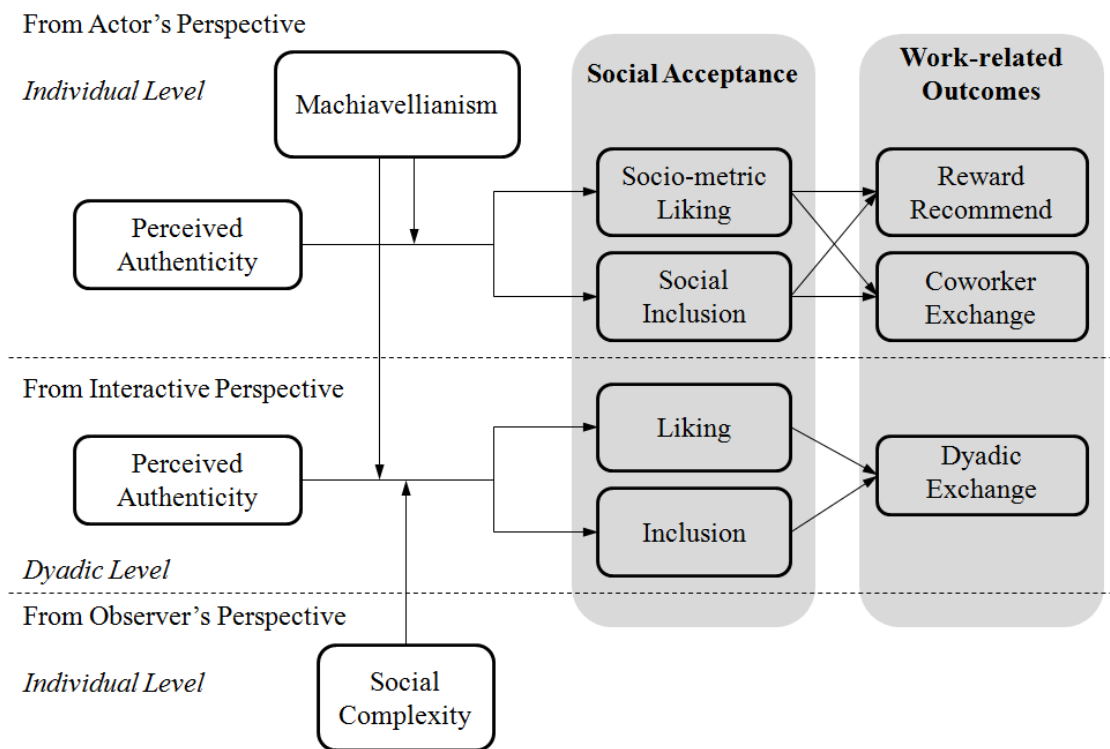 From Actor's Perspective
Individual Level
Machiavellianism
Social Acceptance
Work-related
Outcomes
Perceived
Authenticity
Socio-metric
Liking
Reward
Recommend
Social
Inclusion
Coworker
Exchange
From Interactive Perspective
Perceived
Authenticity
Liking
Inclusion
Dyadic
Exchange
Dyadic Level
From Observer's Perspective
Individual Level
Social
Complexity